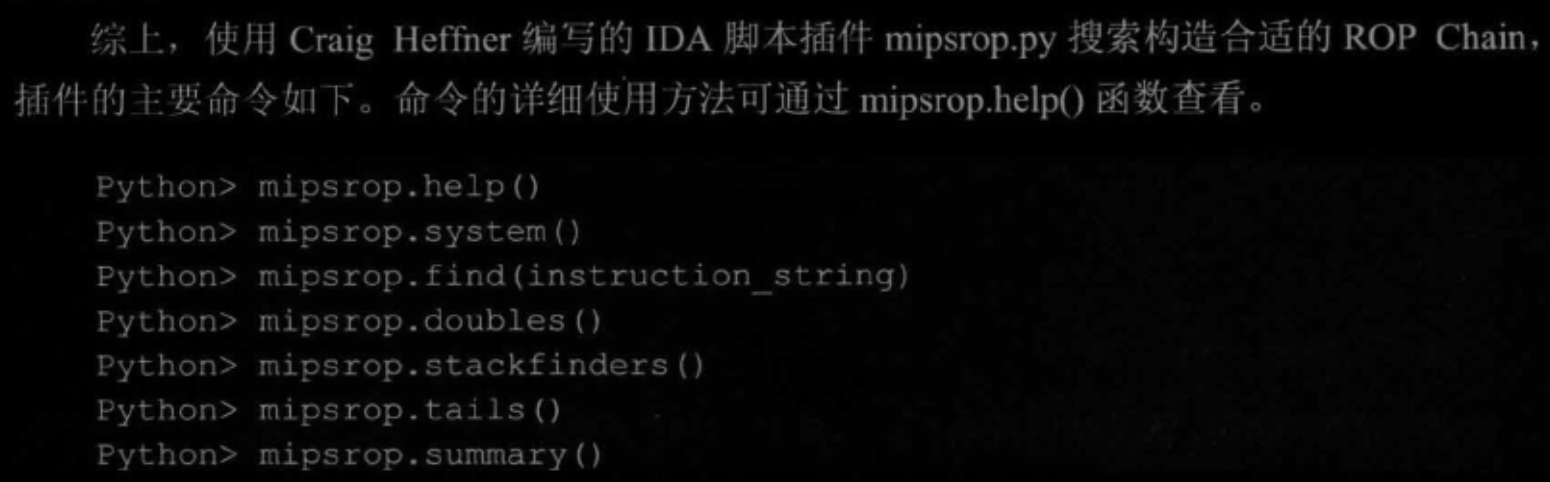 综上，使用 Craig Heffner 编写的 IDA 脚本插件 mipsrop.py 搜索构造合适的 ROP Chain，
插件的主要命令如下。命令的详细使用方法可通过 mipsrop.help() 函数查看。
Python> mipsrop.help()
Python> mipsrop.system()
Python> mipsrop.find(instruction_string)
Python> mipsrop.doubles()
Python> mipsrop.stackfinders()
Python> mipsrop.tails()
Python> mipsrop.summary()